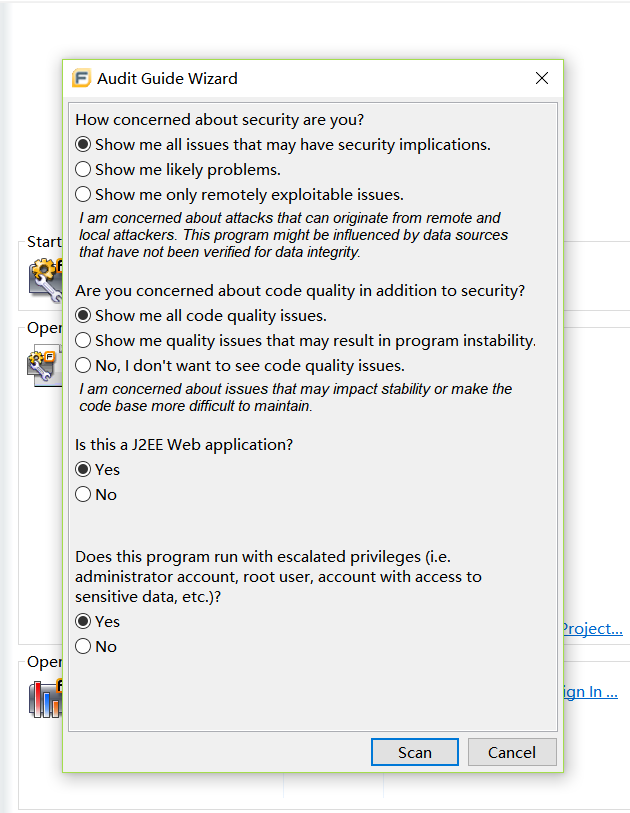 Audit Guide Wizard
How concerned about security are you?
Show me all issues that may have security implications.
Show me likely problems.
Show me only remotely exploitable issues.
I am concerned about attacks that can originate from remote and
local attackers. This program might be influenced by data sources
that have not been verified for data integrity.
Start
Are you concerned about code quality in addition to security?
Show me all code quality issues.
Open
Show me quality issues that may result in program instability.
No, I don't want to see code quality issues.
I am concerned about issues that may impact stability or make the
code base more difficult to maintain.
Is this a J2EE Web application?
Yes
No
Does this program run with escalated privileges (i.e.
administrator account, root user, account with access to
sensitive data, etc.)?
Yes
Project...
No
Open
ign In ...
Scan Cancel